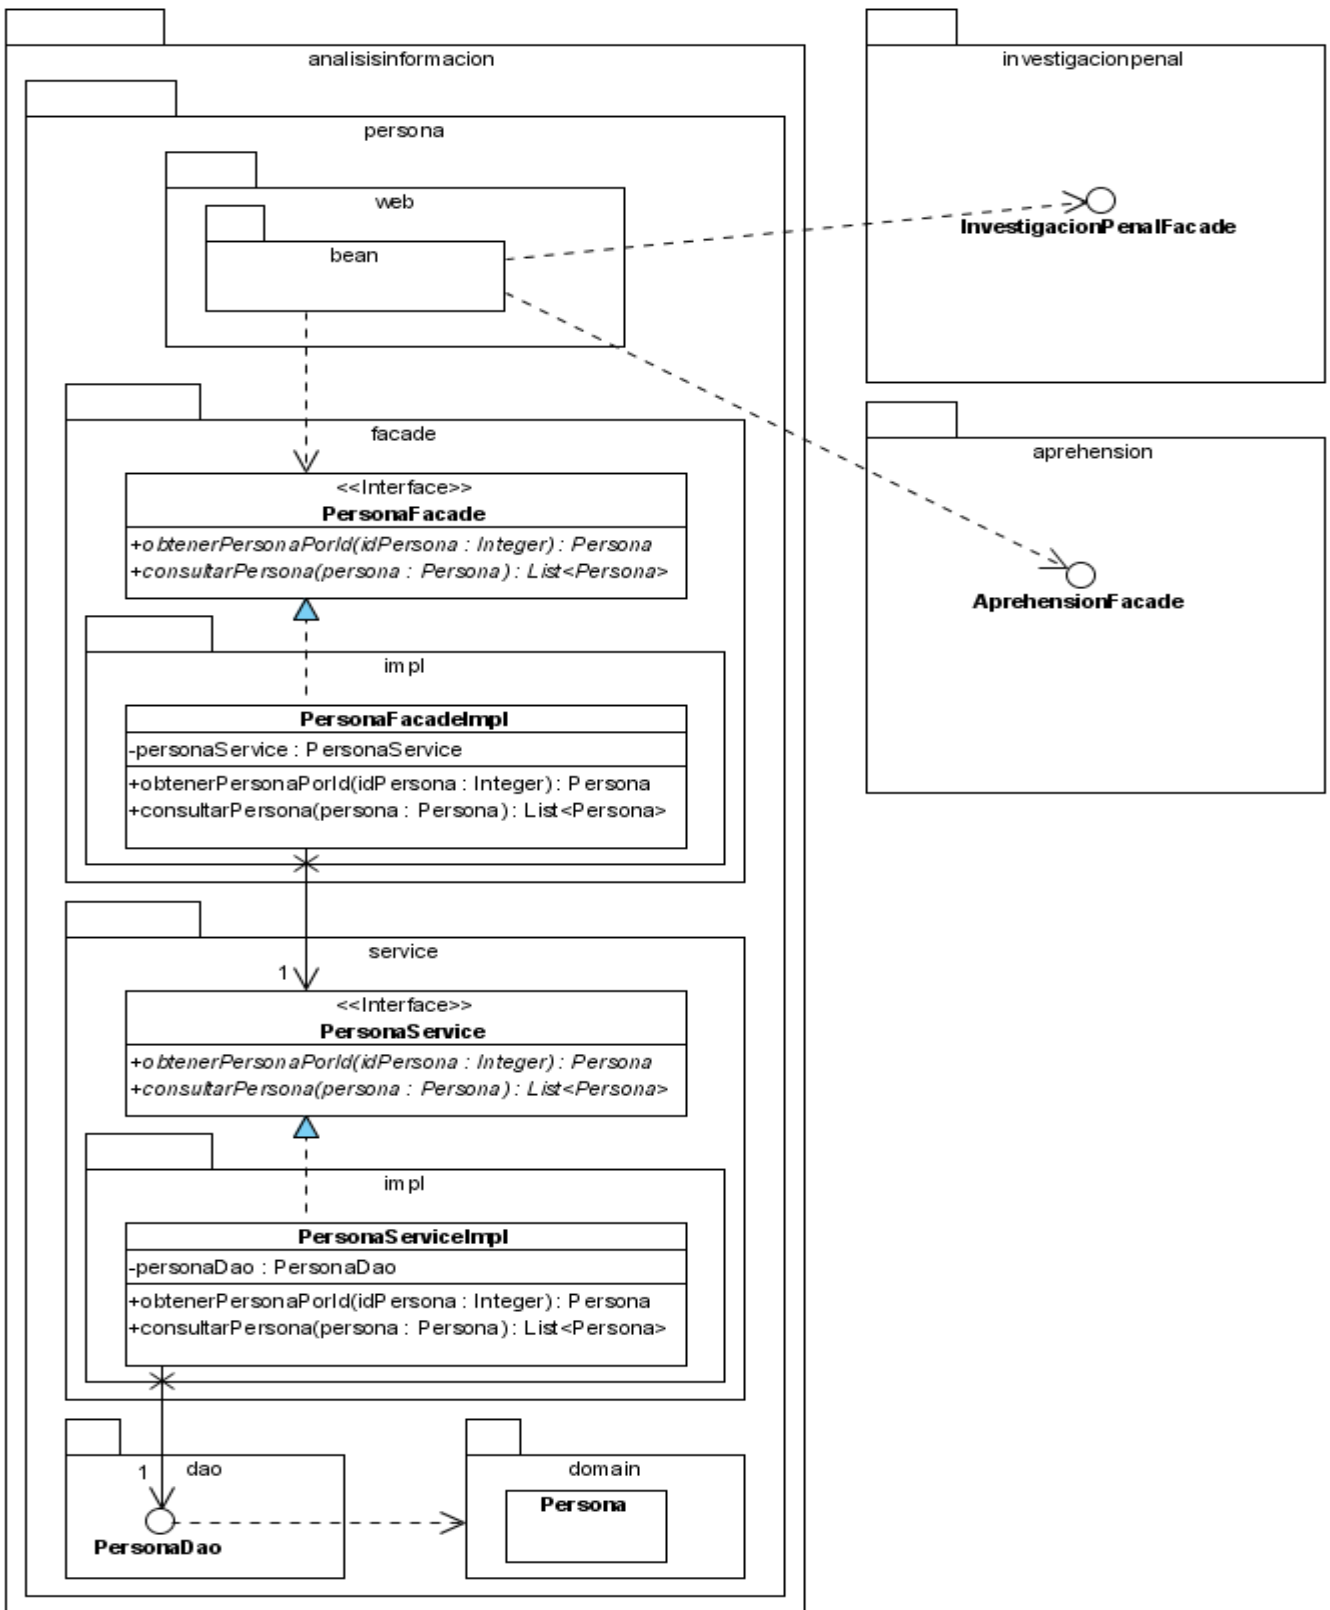 analisisinformacion
persona
web
bean
facade
<<Interface>>
PersonaFacade
+obtenerPersonaPorId(idPersona : Integer) : Persona
+consultarPersona(persona : Persona) : List<Persona>
impl
PersonaFacadeImpl
-personaService : PersonaService
+obtenerPersonaPorId(idPersona : Integer) : Persona
+consultarPersona(persona : Persona) : List<Persona>
service
1
<<Interface>>
PersonaService
+obtenerPersonaPorId(idPersona : Integer) : Persona
+consultarPersona(persona : Persona) : List<Persona>
impl
PersonaServiceImpl
-personaDao : PersonaDao
+obtenerPersonaPorId(idPersona : Integer) : Persona
+consultarPersona(persona : Persona) : List<Persona>
dao
1
PersonaDao
domain
Persona
investigacionpenal
InvestigacionPenalFacade
aprehension
AprehensionFacade